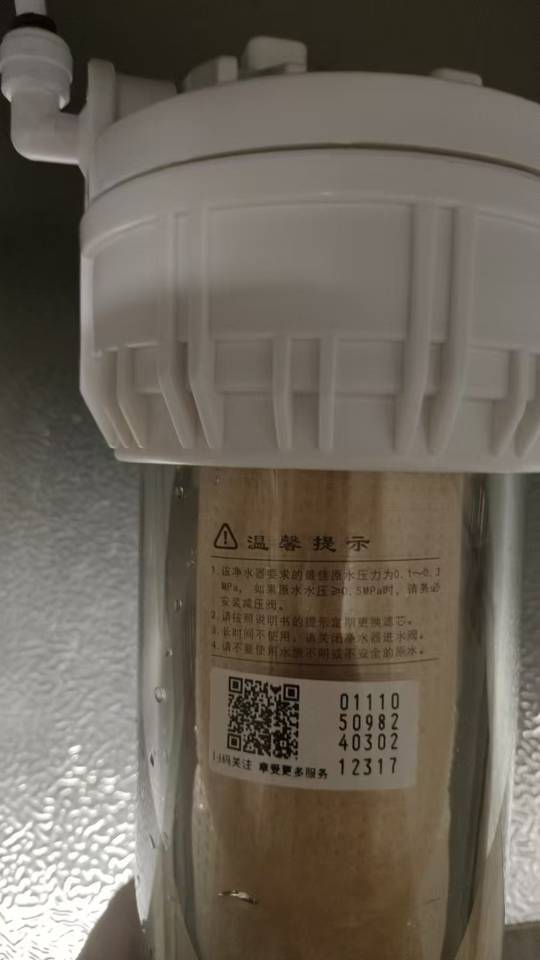 温馨提示
1.该净水器要求的最佳原水压力为0.1～0.3
MPa, 如果原水水压≥0.5MPa时, 请务必
安装减压阀。
2.请按照说明书的提示定期更换滤芯。
3.长时间不使用, 请关闭净水器进水阀。
4.请不要使用水质不明或不安全的原水。
01110
50982
40302
12317
码关注 享受更多服务